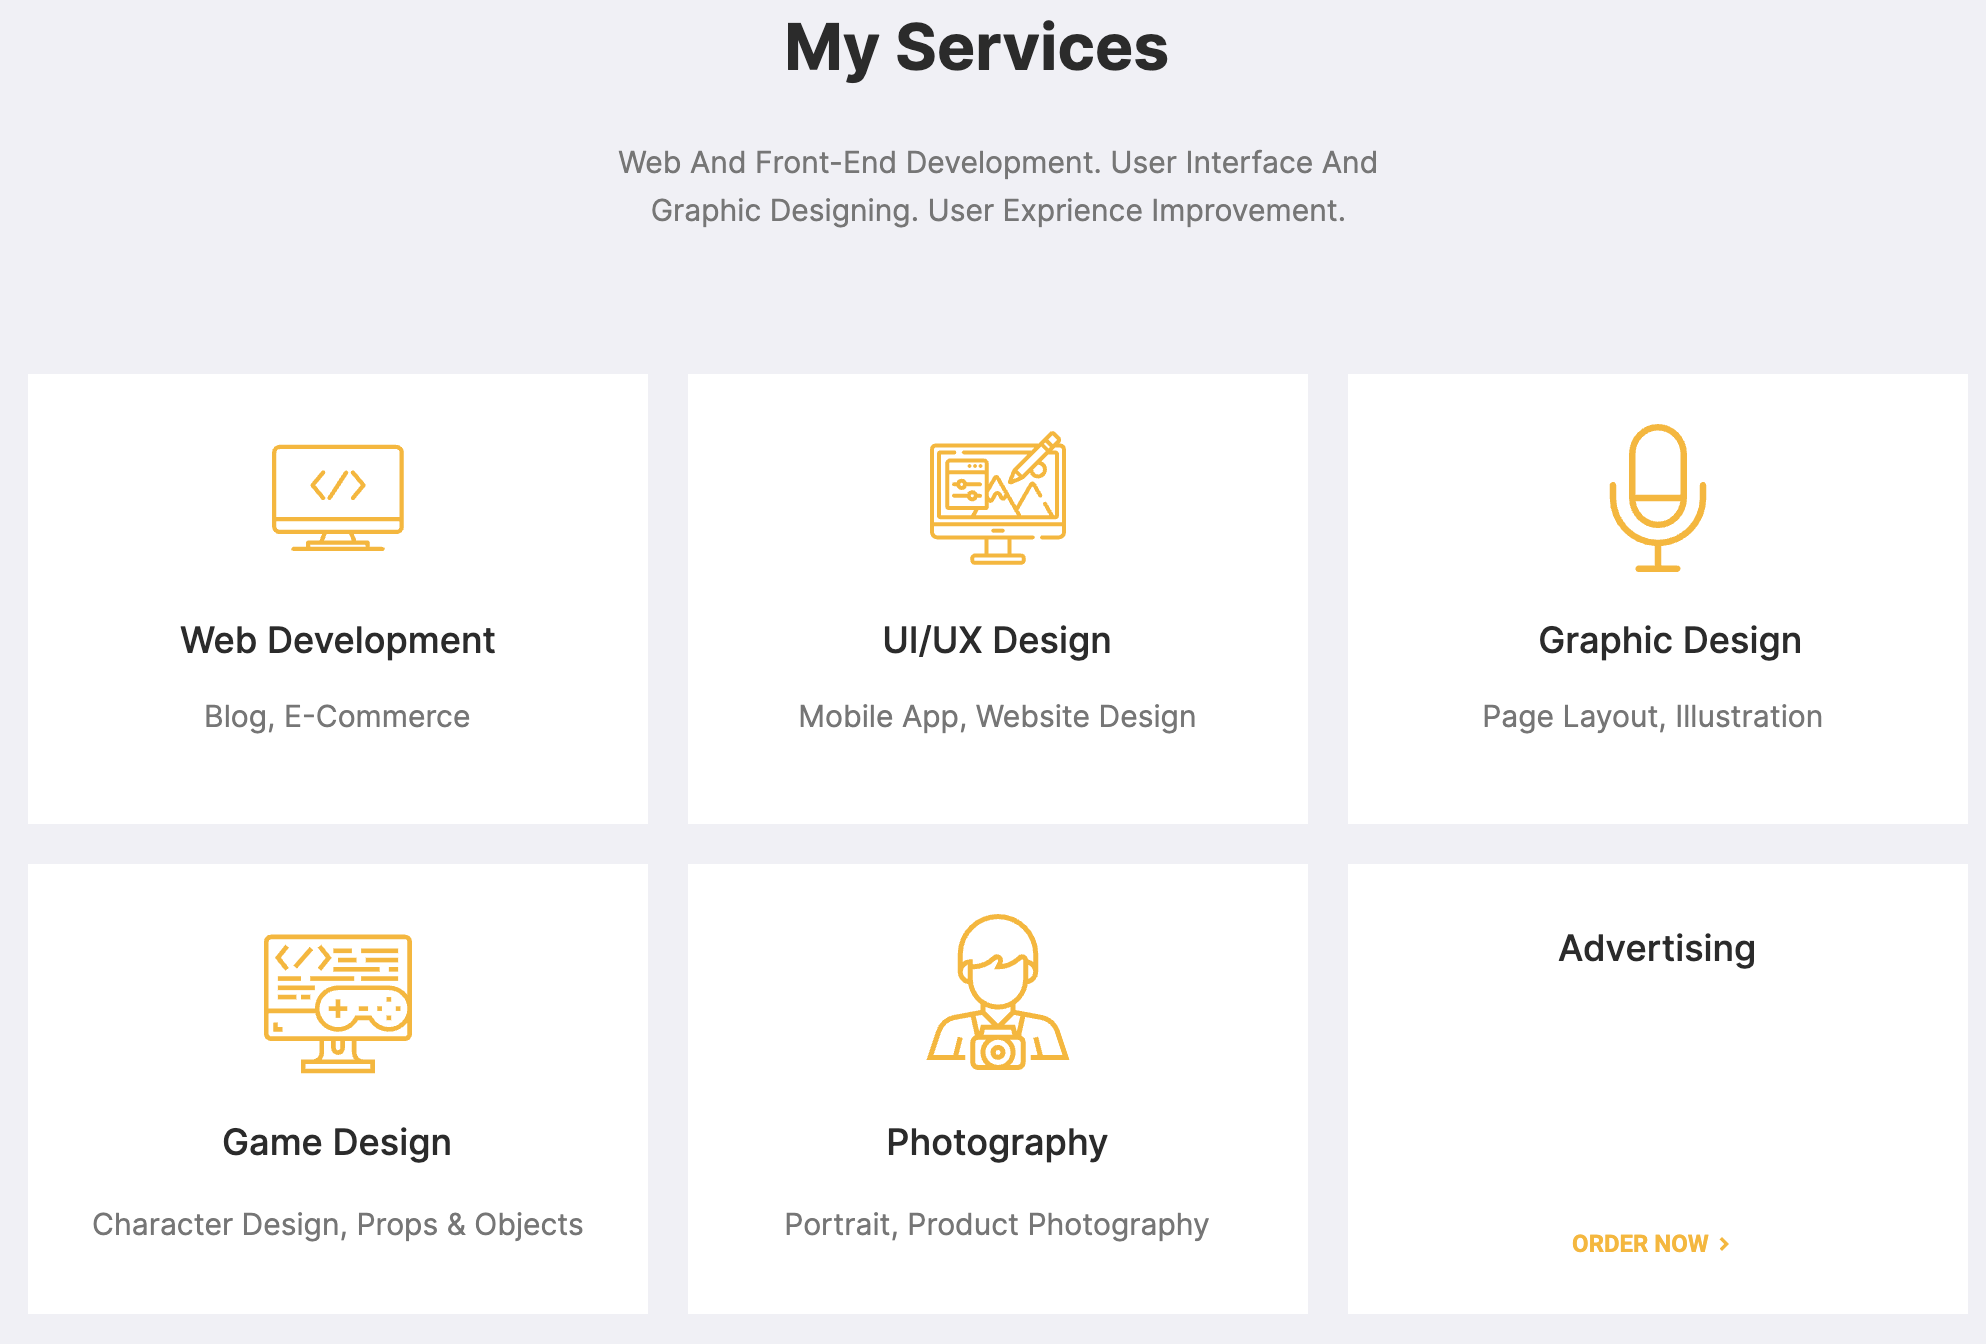 My Services
Web And Front-End Development. User Interface And
Graphic Designing. User Exprience Improvement.
Web Development
Blog, E-Commerce
UI/UX Design
Mobile App, Website Design
Graphic Design
Page Layout, Illustration
Game Design
Character Design, Props & Objects
Photography
Portrait, Product Photography
Advertising
ORDER NOW >